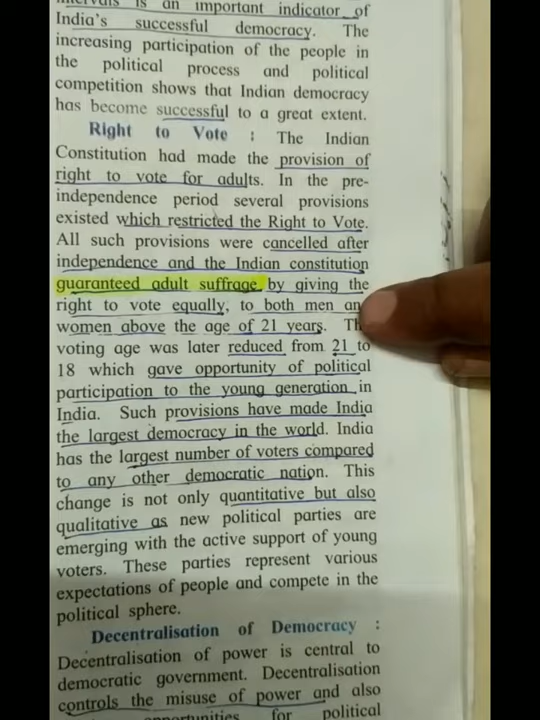 intervals is an important indicator of
India's successful democracy. The
increasing participation of the people in
the political process and political
competition shows that Indian democracy
has become successful to a great extent.
Right to Vote : The Indian
Constitution had made the provision of
right to vote for adults. In the pre-
independence period several provisions
existed which restricted the Right to Vote.
All such provisions were cancelled after
independence and the Indian constitution
guaranteed adult suffrage by giving the
right to vote equally, to both men an
women above the age of 21 years. Th
voting age was later reduced from 21 to
18 which gave opportunity of political
participation to the young generation in
India. Such provisions have made India
the largest democracy in the world. India
has the largest number of voters compared
to any other democratic nation. This
change is not only quantitative but also
qualitative as new political parties are
emerging with the active support of young
voters. These parties represent various
expectations of people and compete in the
political sphere.
Decentralisation of Democracy :
Decentralisation of power is central to
democratic government. Decentralisation
controls the misuse of power and also
opportunities for political